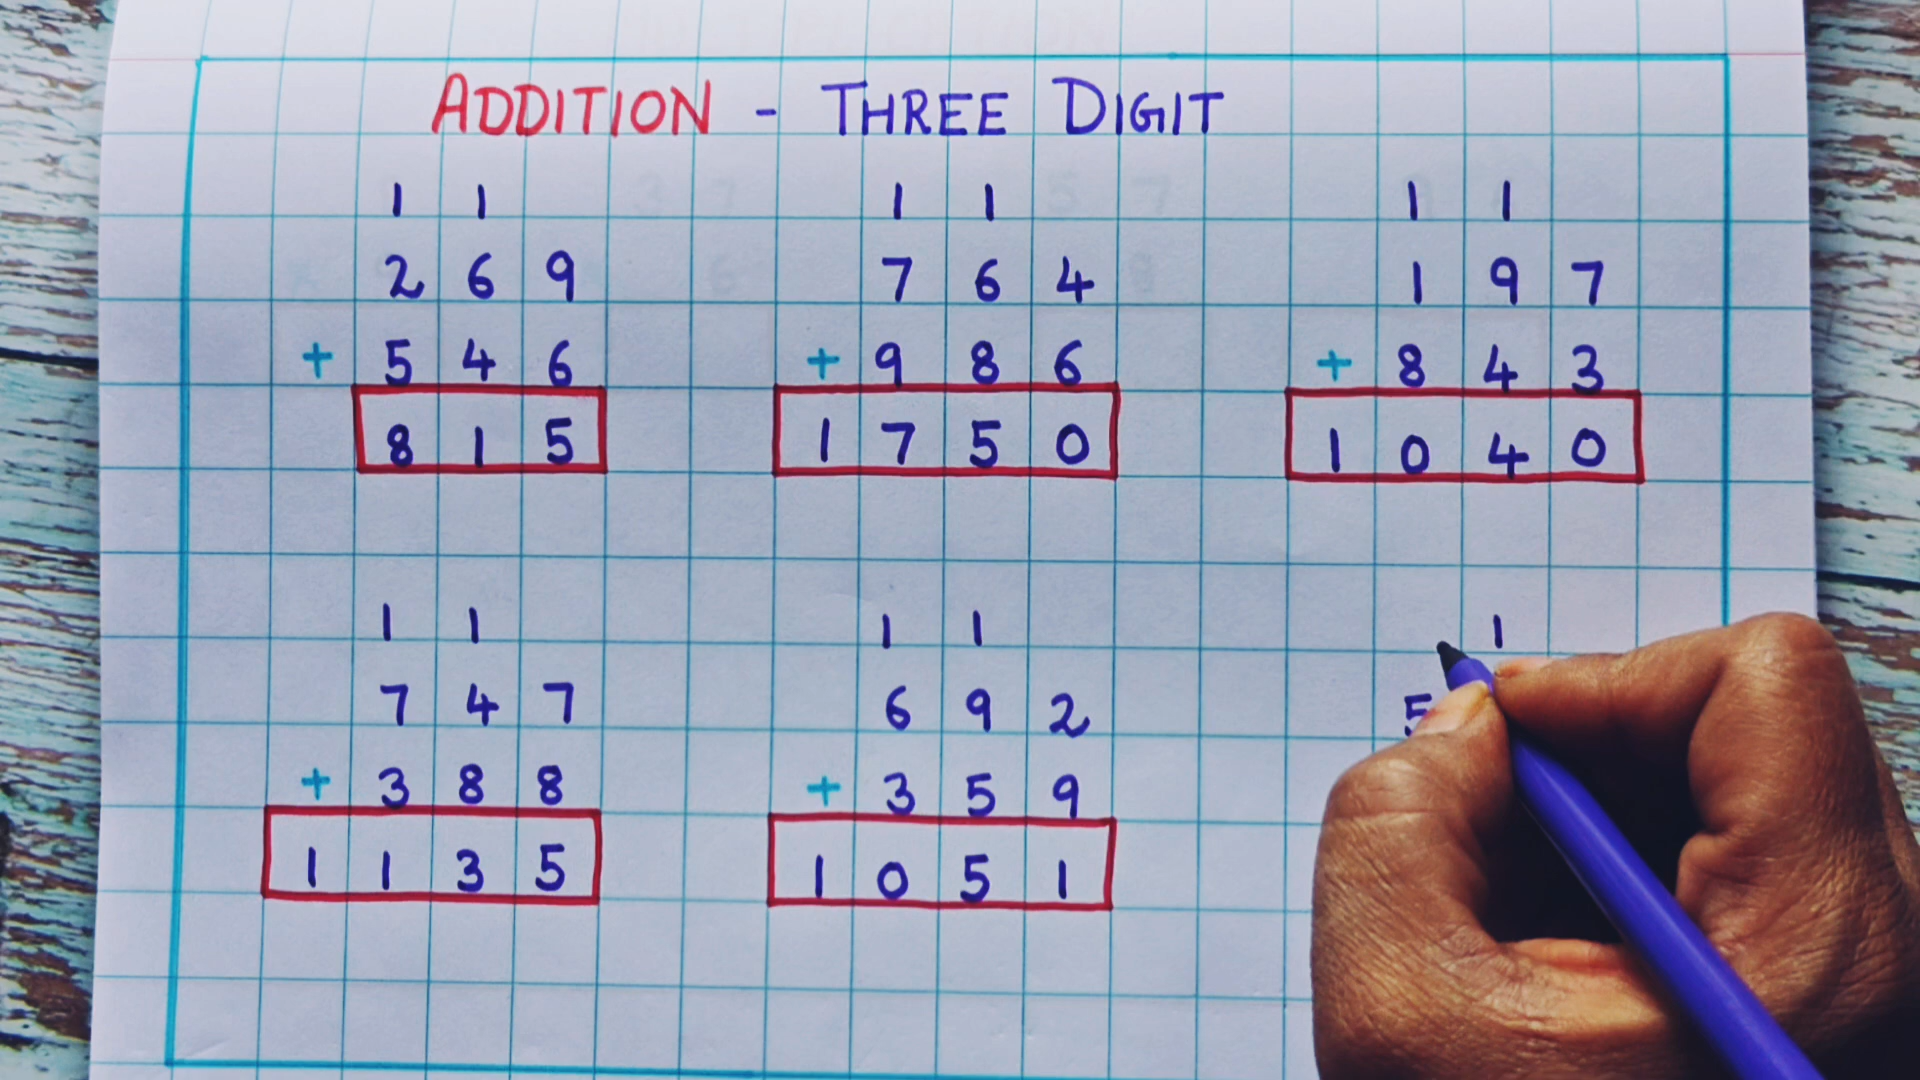 ADDITION - THREE DIGIT
1 1
2 6 9
+ 5 4 6
8 1 5
1 1
7 6 4
+ 9 8 6
1 7 5 0
1 1
1 9 7
+ 8 4 3
1 0 4 0
1 1
7 4 7
+ 3 8 8
1 1 3 5
1 1
6 9 2
+ 3 5 9
1 0 5 1
1
5